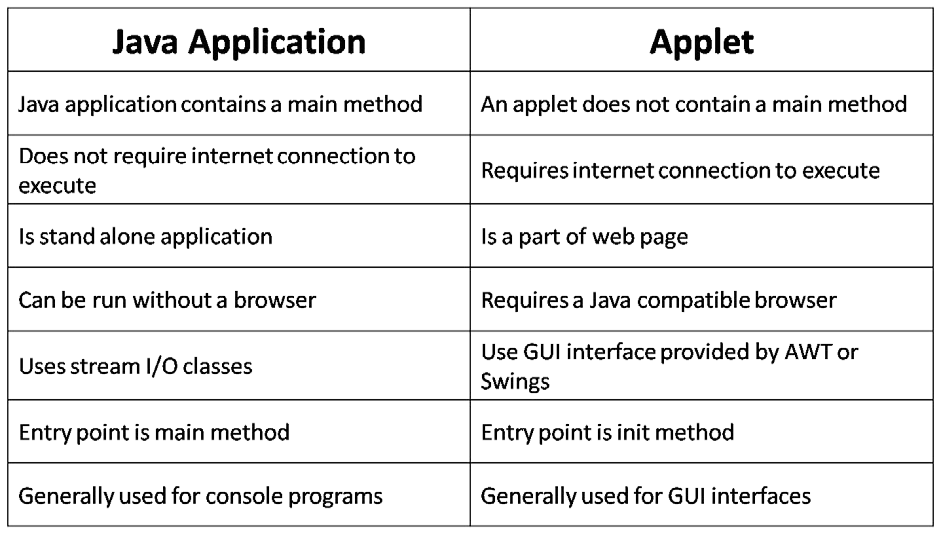 Java Application
Applet
Java application contains a main method
An applet does not contain a main method
Does not require internet connection to
execute
Requires internet connection to execute
Is stand alone application
Is a part of web page
Can be run without a browser
Requires a Java compatible browser
Uses stream I/O classes
Use GUI interface provided by AWT or
Swings
Entry point is main method
Entry point is init method
Generally used for console programs
Generally used for GUI interfaces